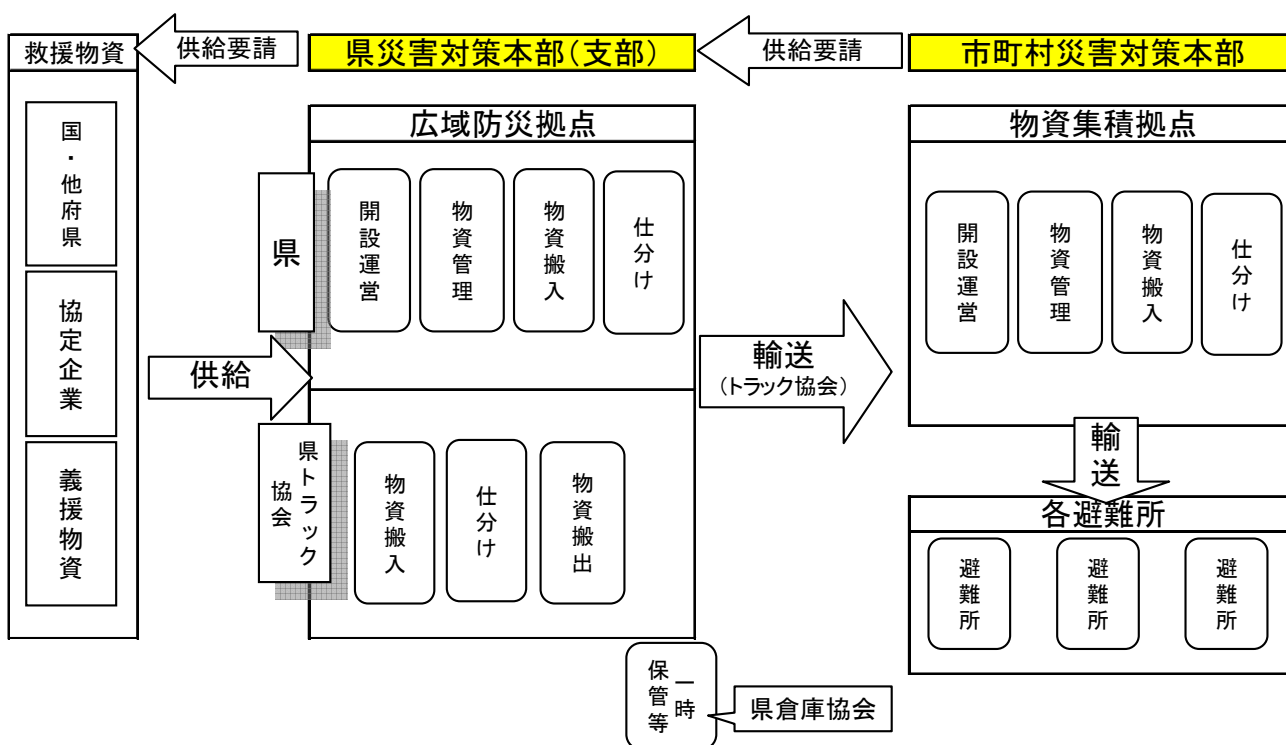 救援物資
供給要請
県災害対策本部（支部）
供給要請
市町村災害対策本部
国・他府県
協定企業
義援物資
供給
広域防災拠点
県
開設運営
物資管理
物資搬入
仕分け
県トラック
協会
物資搬入
仕分け
物資搬出
一時
保管等
県倉庫協会
輸送
（トラック協会）
物資集積拠点
開設運営
物資管理
物資搬入
仕分け
輸送
各避難所
避難所
避難所
避難所